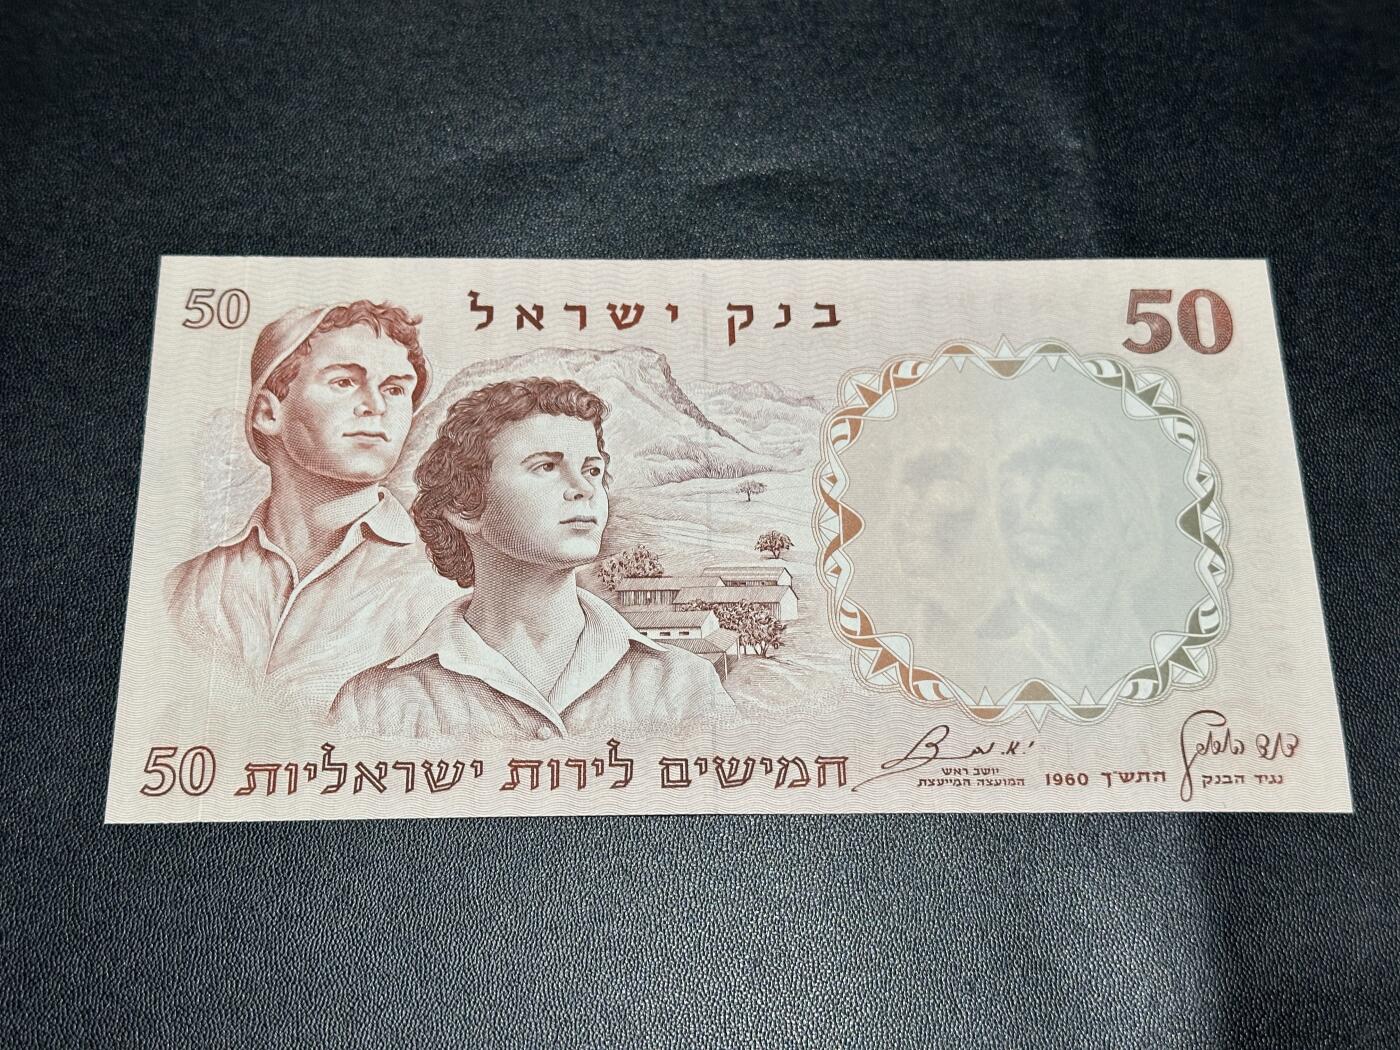 50
בנק ישראל
50
50
חמישים לירות ישראליות
יושב ראש
המועצה המייעצת
התש"ך 1960
נגיד הבנק